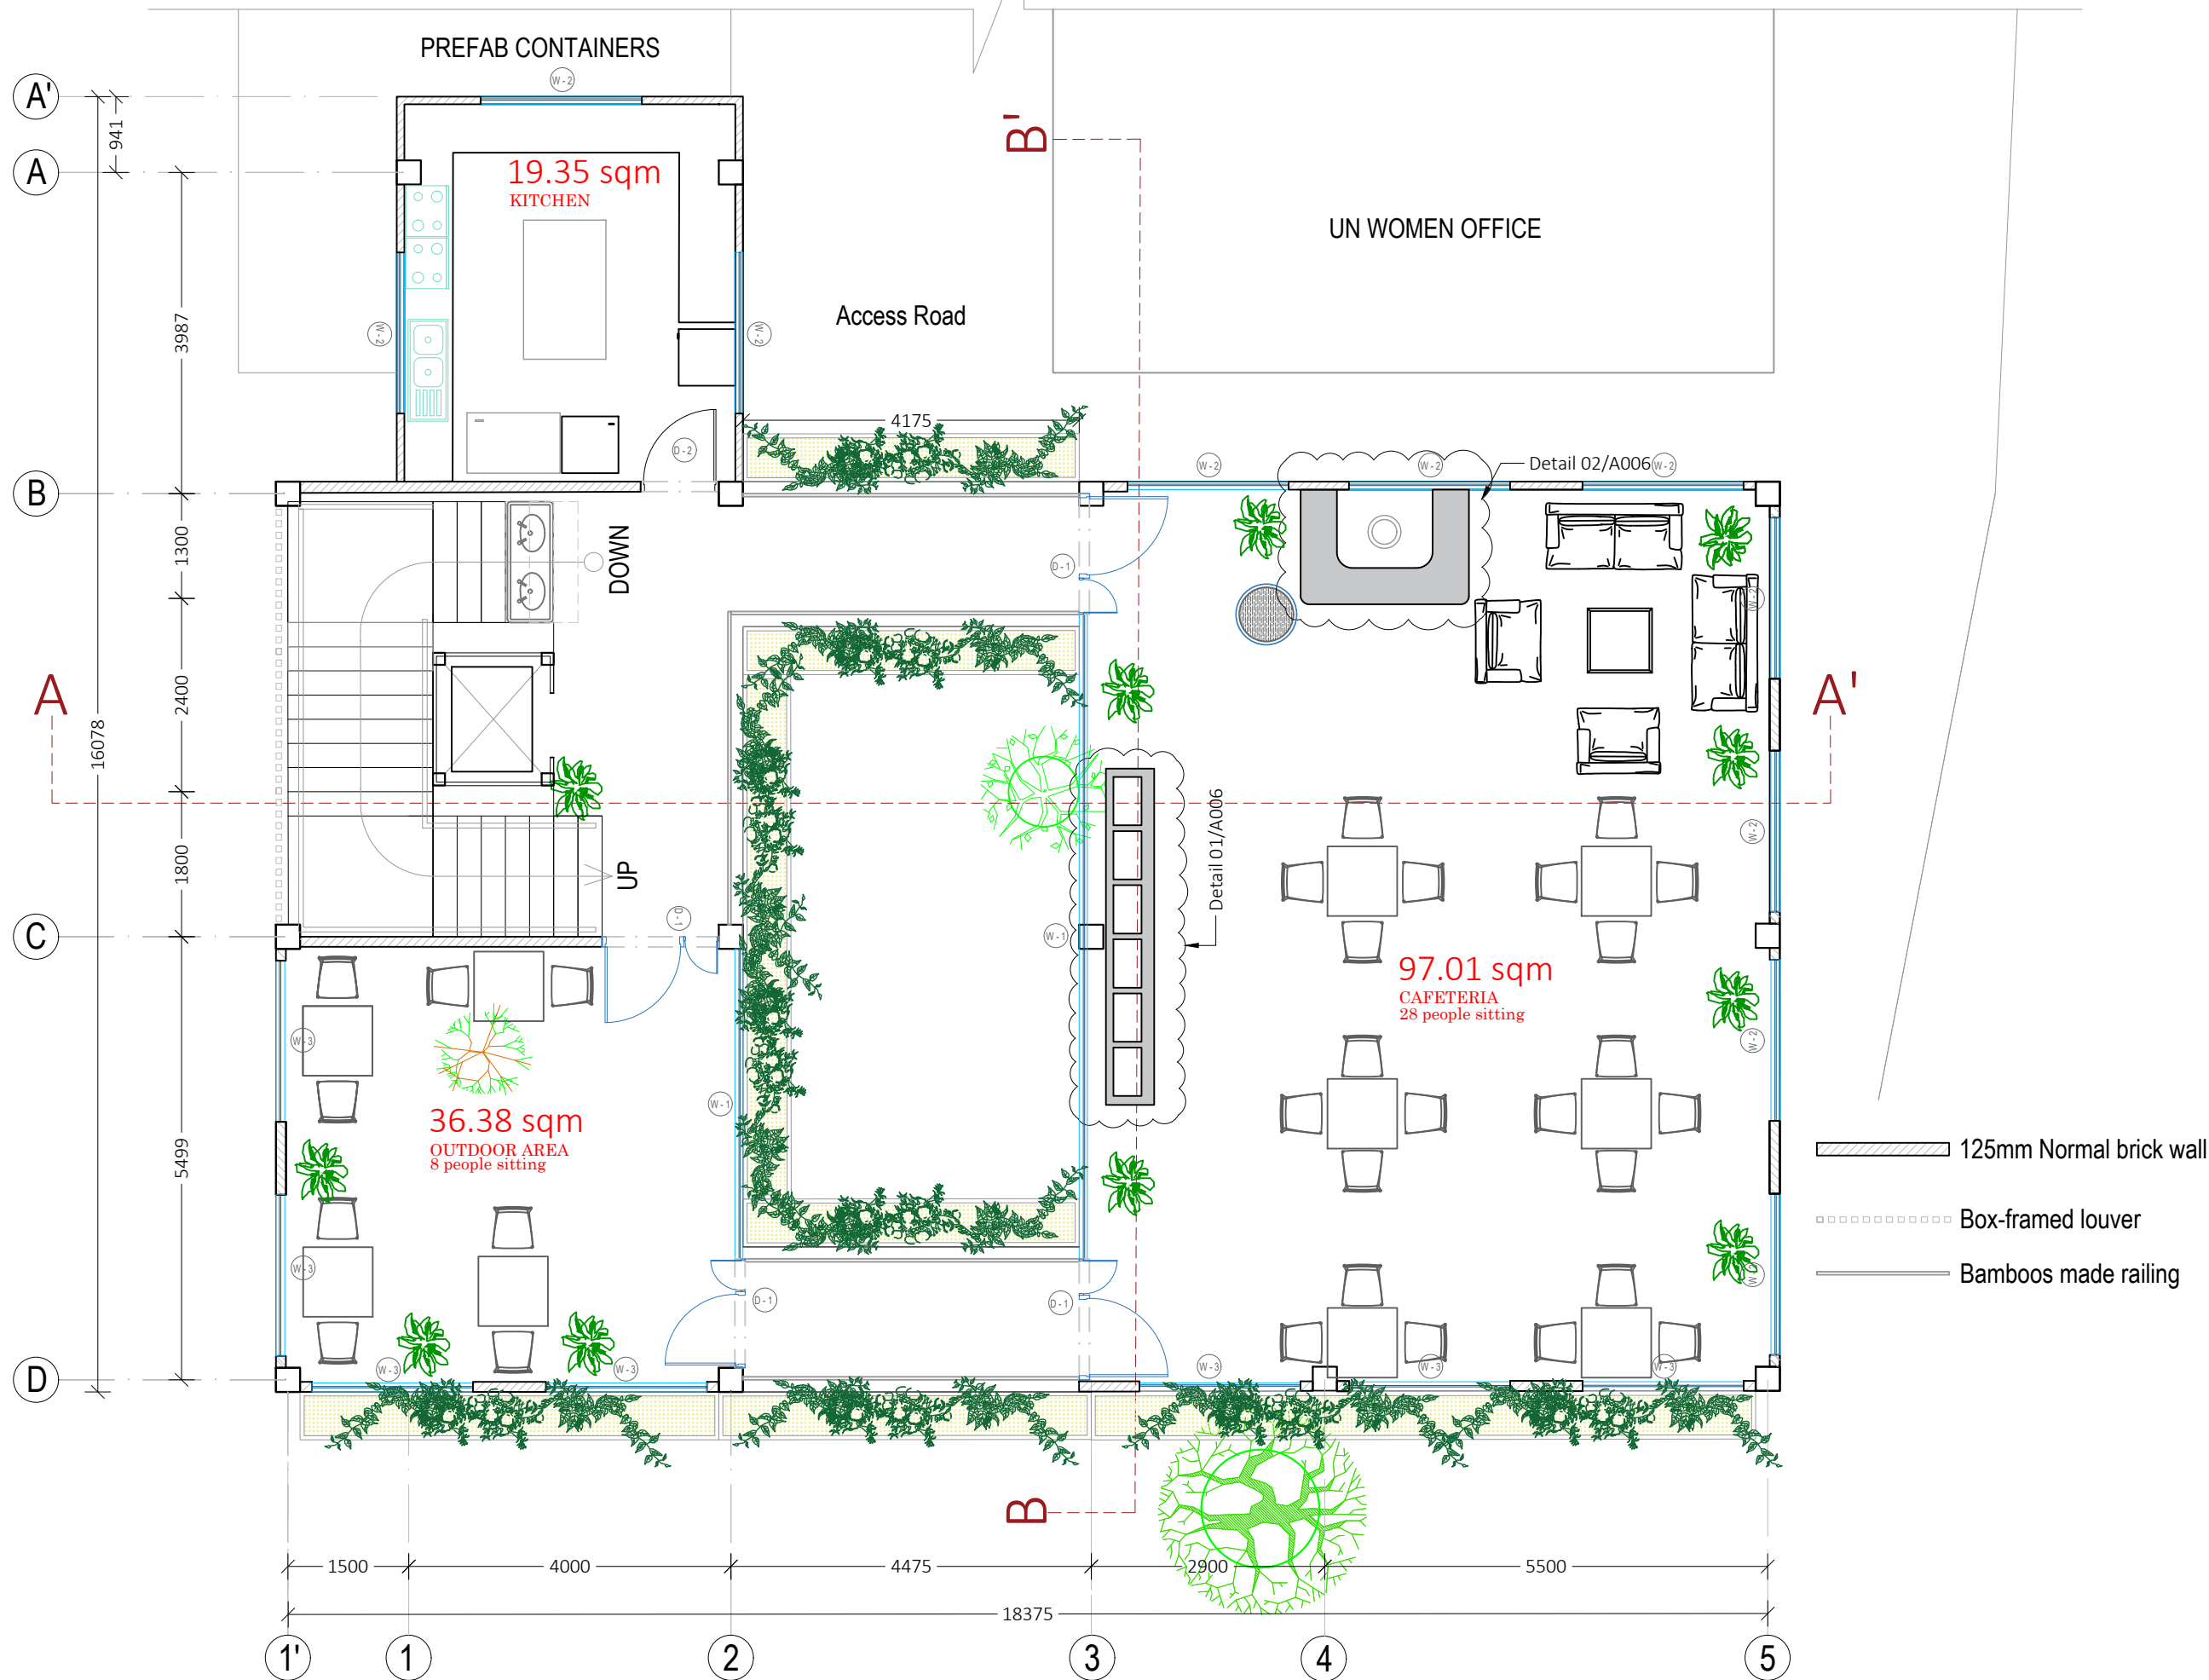 PREFAB CONTAINERS
W-2
A'
941
A
B'
19.35 sqm
KITCHEN
UN WOMEN OFFICE
3987
Access Road
W-2
W-2
4175
D-2
B
W-2
W-2
Detail 02/A006
W-2
1300
DOWN
D-1
W-2
2400
A
A'
16078
W-2
Detail 01/A006
1800
UP
D-1
C
W-1
97.01 sqm
CAFETERIA
28 people sitting
W-3
W-2
36.38 sqm
OUTDOOR AREA
8 people sitting
W-1
5499
125mm Normal brick wall
Box-framed louver
Bamboos made railing
W-3
W-2
D-1
D-1
D
W-3
W-3
W-3
W-3
W-3
B
1500
4000
4475
2900
5500
18375
1'
1
2
3
4
5